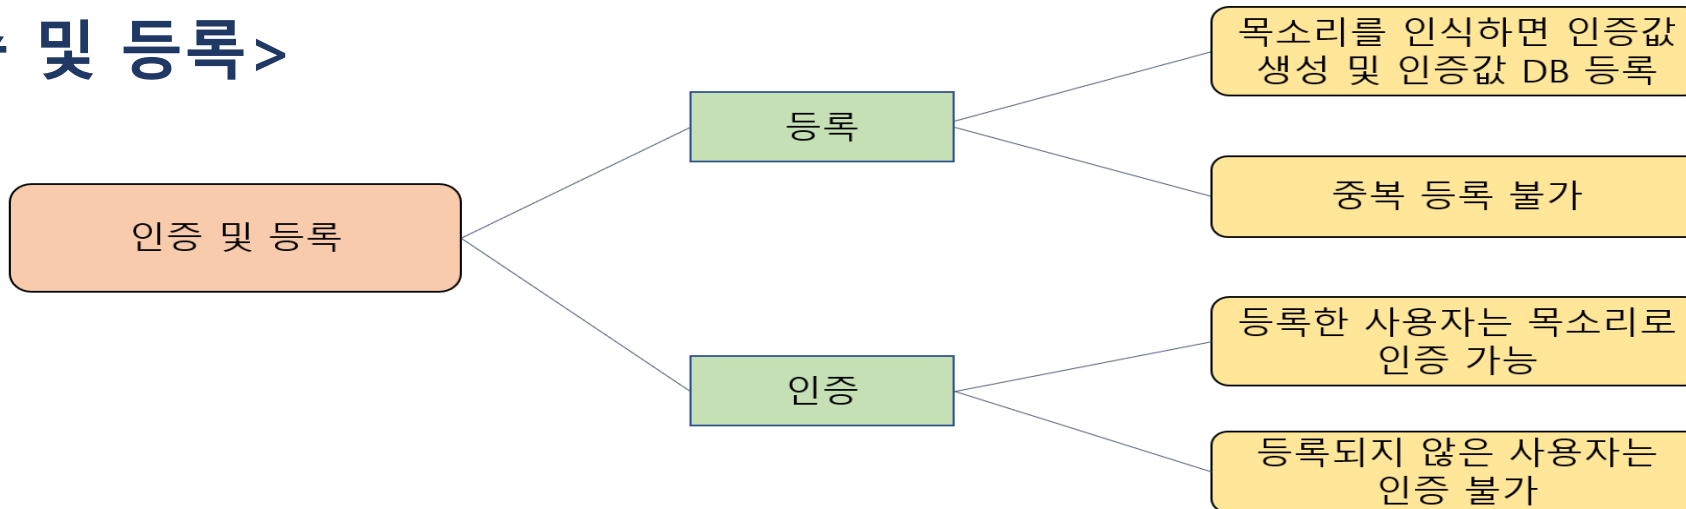 및 등록>
등록
목소리를 인식하면 인증값
생성 및 인증값 DB 등록
중복 등록 불가
인증 및 등록
인증
등록한 사용자는 목소리로
인증 가능
등록되지 않은 사용자는
인증 불가